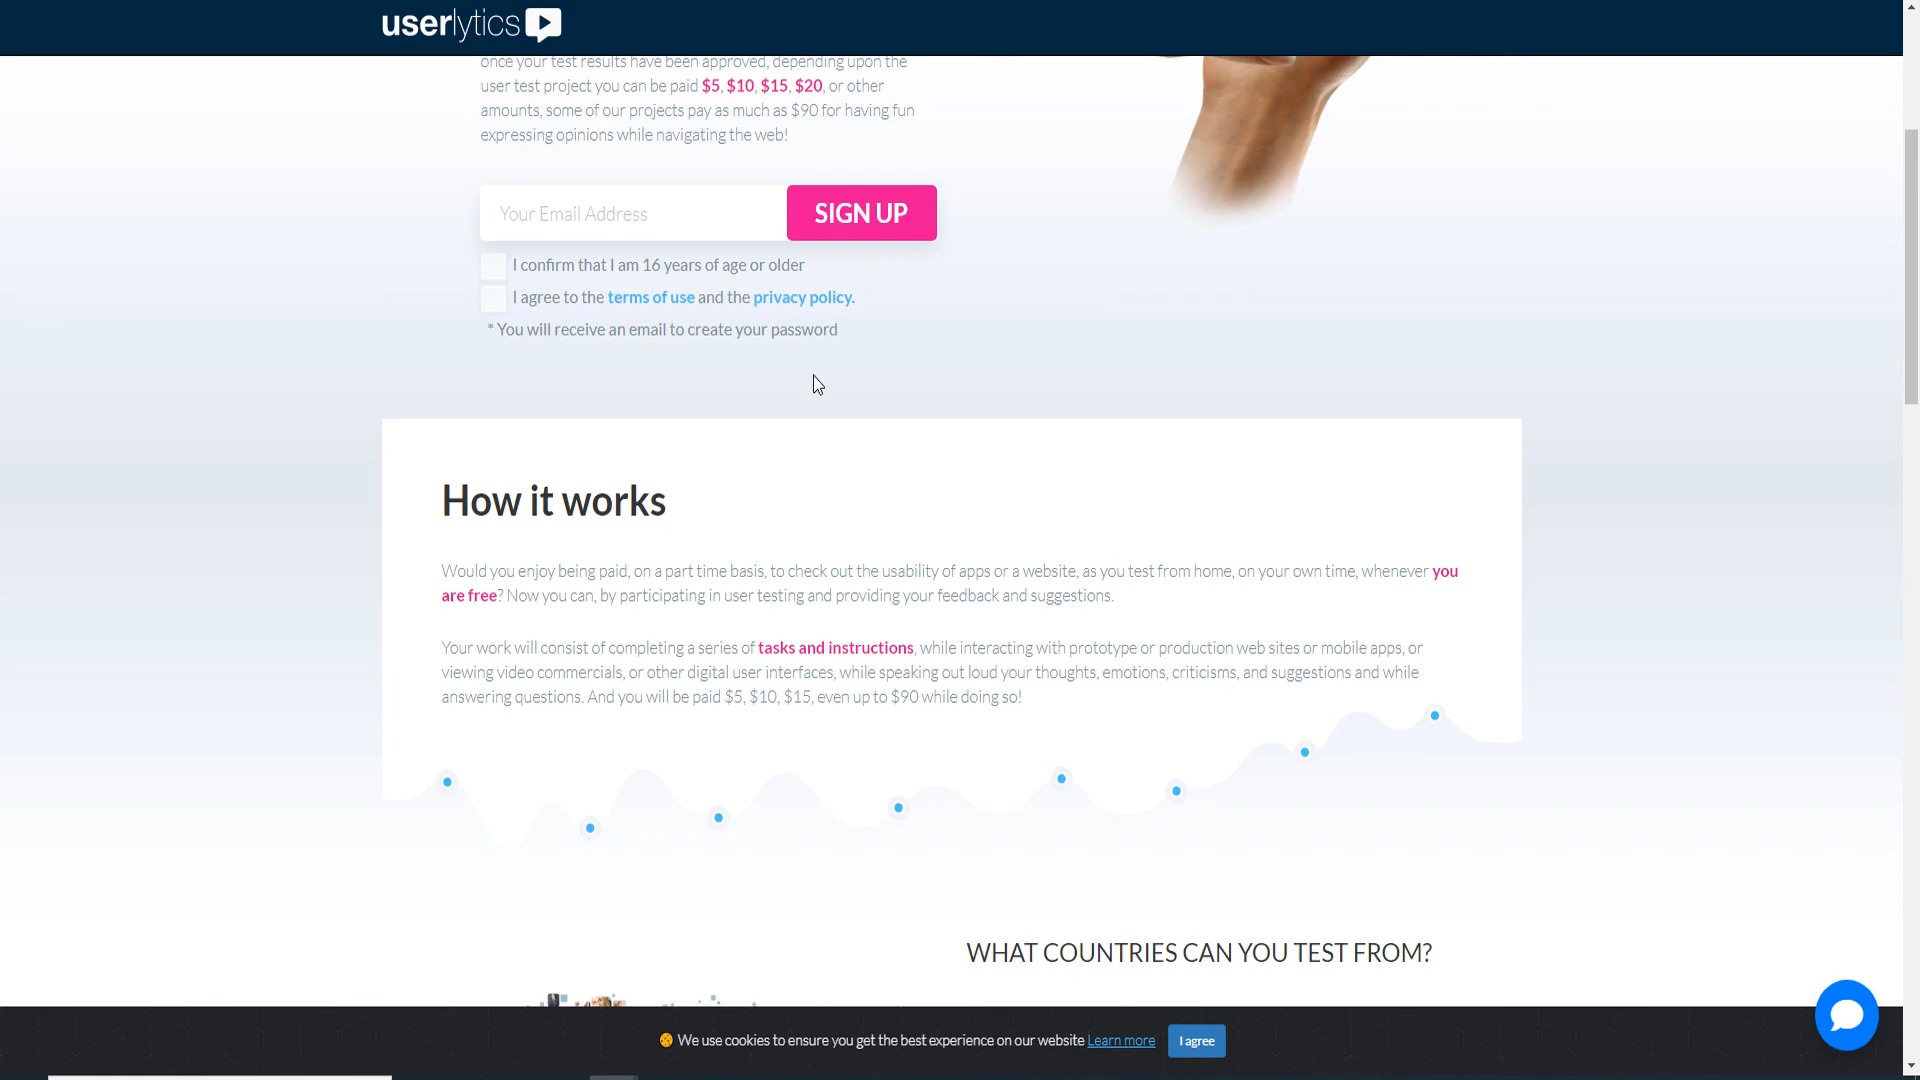 userlytics
once your test results have been approved, depending upon the
user test project you can be paid $5, $10, $15, $20, or other
amounts, some of our projects pay as much as $90 for having fun
expressing opinions while navigating the web!
Your Email Address
SIGN UP
I confirm that I am 16 years of age or older
I agree to the terms of use and the privacy policy.
* You will receive an email to create your password
How it works
Would you enjoy being paid, on a part time basis, to check out the usability of apps or a website, as you test from home, on your own time, whenever you
are free? Now you can, by participating in user testing and providing your feedback and suggestions.
Your work will consist of completing a series of tasks and instructions, while interacting with prototype or production web sites or mobile apps, or
viewing video commercials, or other digital user interfaces, while speaking out loud your thoughts, emotions, criticisms, and suggestions and while
answering questions. And you will be paid $5, $10, $15, even up to $90 while doing so!
WHAT COUNTRIES CAN YOU TEST FROM?
We use cookies to ensure you get the best experience on our website Learn more
I agree